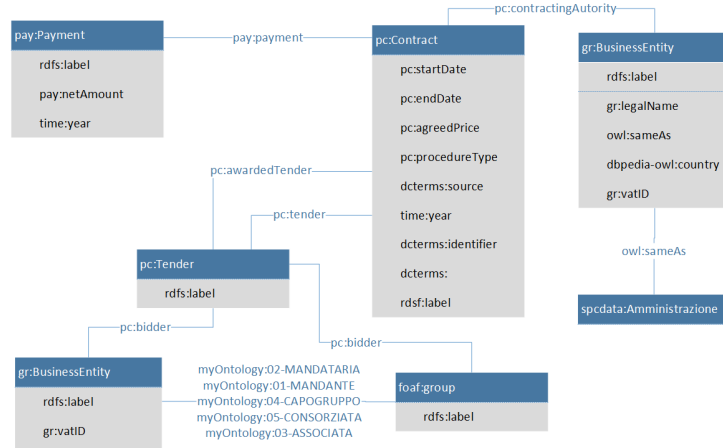 pc:contractingAutority
pay:Payment
rdfs:label
pay:netAmount
time:year
pay:payment
pc:Contract
pc:startDate
pc:endDate
pc:agreedPrice
pc:procedureType
dcterms:source
time:year
dcterms:identifier
dcterms:
rdsf:label
gr:BusinessEntity
rdfs:label
gr:legalName
owl:sameAs
dbpedia-owl:country
gr:vatID
owl:sameAs
spcdata:Amministrazione
pc:awardedTender
pc:tender
pc:Tender
rdfs:label
pc:bidder
pc:bidder
gr:BusinessEntity
rdfs:label
gr:vatID
myOntology:02-MANDATARIA
myOntology:01-MANDANTE
myOntology:04-CAPOGRUPPO
myOntology:05-CONSORZIATA
myOntology:03-ASSOCIATA
foaf:group
rdfs:label